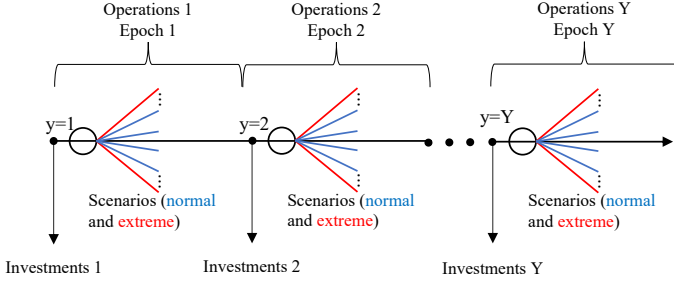 Operations 1
Epoch 1
Operations 2
Epoch 2
Operations Y
Epoch Y
y=1
y=2
y=Y
Scenarios (normal
and extreme)
Scenarios (normal
and extreme)
Scenarios (normal
and extreme)
Investments 1
Investments 2
Investments Y